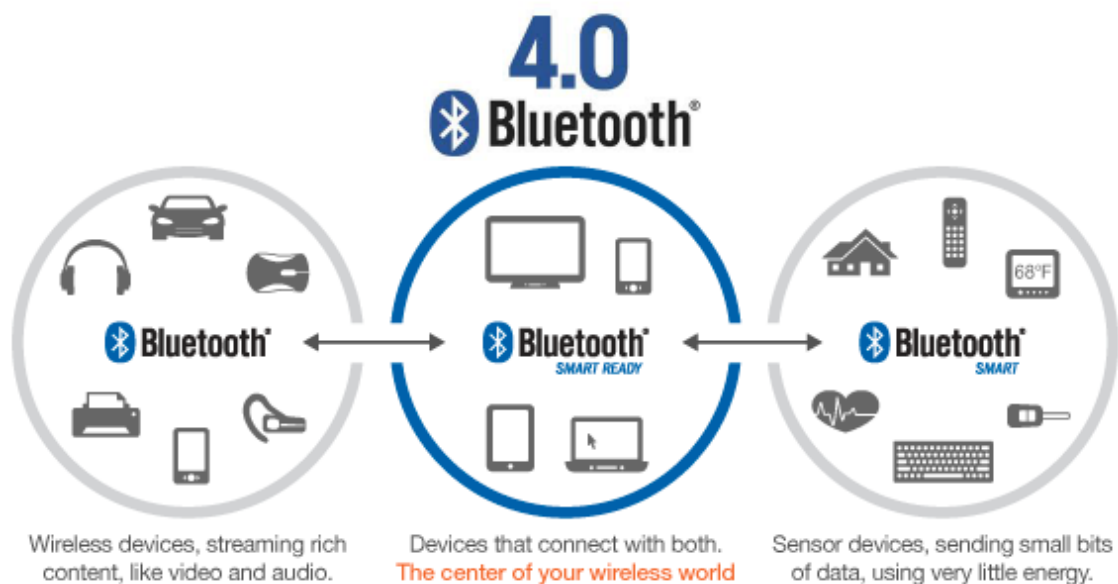 4.0
Bluetooth®
Bluetooth®
Bluetooth®
SMART READY
Bluetooth®
SMART
68°F
Wireless devices, streaming rich
content, like video and audio.
Devices that connect with both.
The center of your wireless world
Sensor devices, sending small bits
of data, using very little energy.